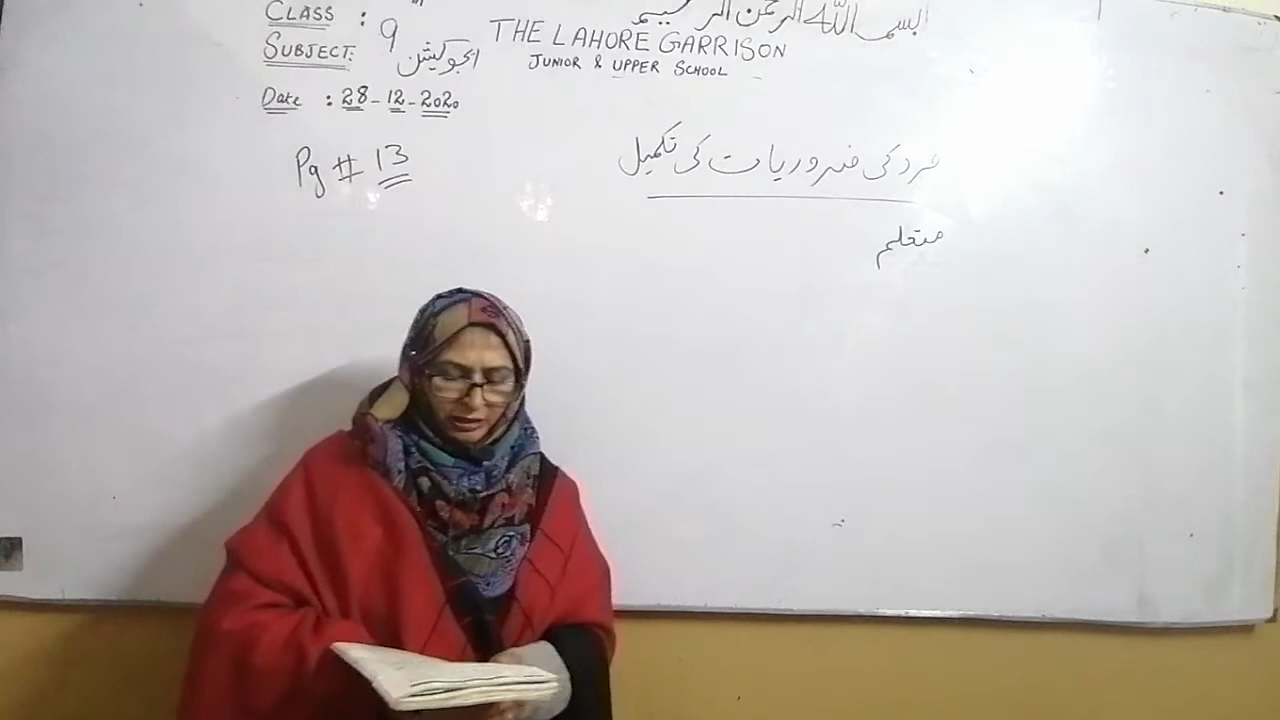 بسم اللہ الرحمن الرحیم
CLASS : 9th
THE LAHORE GARRISON
SUBJECT: ایجوکیشن
JUNIOR & UPPER SCHOOL
Date : 28-12-2020
Pg # 13
فرد کی ضروریات کی تکمیل
متعلم